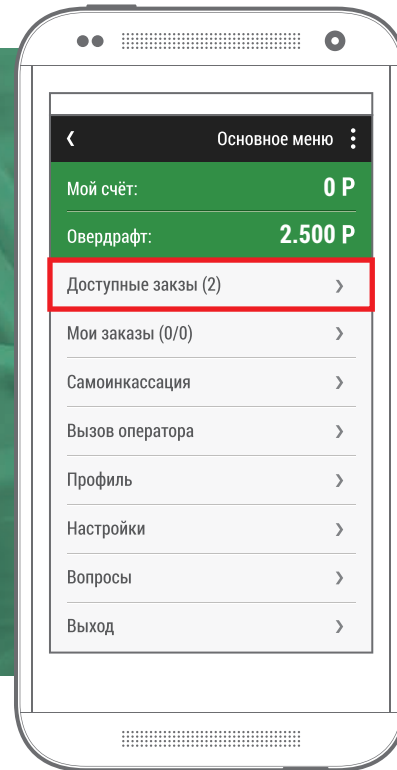 Основное меню
Мой счёт: 0 Р
Овердрафт: 2.500 Р
Доступные закзы (2)
Мои заказы (0/0)
Самоинкассация
Вызов оператора
Профиль
Настройки
Вопросы
Выход